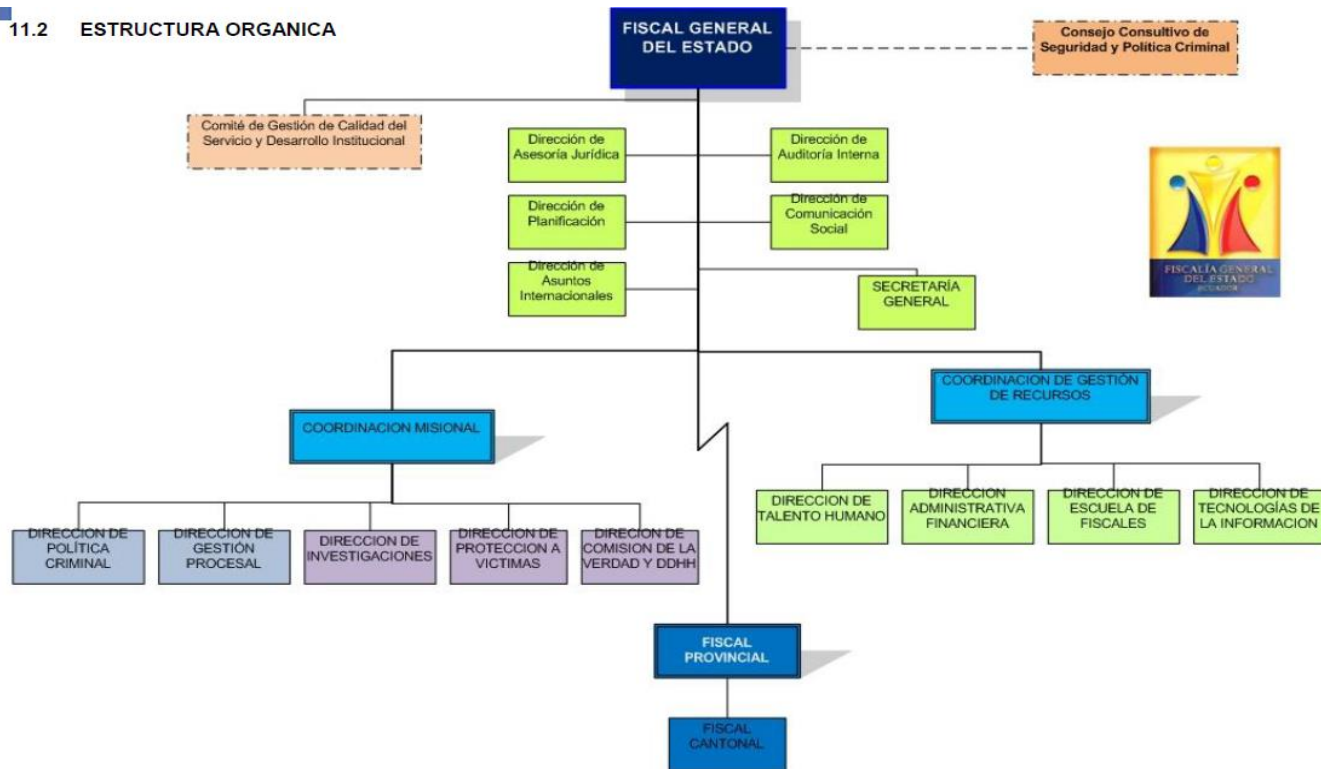 11.2 ESTRUCTURA ORGANICA
FISCAL GENERAL
DEL ESTADO
Consejo Consultivo de
Seguridad y Política Criminal
Comité de Gestión de Calidad del
Servicio y Desarrollo Institucional
Dirección de
Asesoría Jurídica
Dirección de
Auditoría Interna
Dirección de
Planificación
Dirección de
Comunicación
Social
Dirección de
Asuntos
Internacionales
SECRETARÍA
GENERAL
FISCALÍA GENERAL
DEL ESTADO
ECUADOR
COORDINACION MISIONAL
COORDINACION DE GESTIÓN
DE RECURSOS
DIRECCION DE
POLÍTICA
CRIMINAL
DIRECCION DE
GESTIÓN
PROCESAL
DIRECCION DE
INVESTIGACIONES
DIRECCION DE
PROTECCION A
VICTIMAS
DIRECCION DE
COMISION DE LA
VERDAD Y DDHH
DIRECCION DE
TALENTO HUMANO
DIRECCION
ADMINISTRATIVA
FINANCIERA
DIRECCION DE
ESCUELA DE
FISCALES
DIRECCION DE
TECNOLOGÍAS DE
LA INFORMACION
FISCAL
PROVINCIAL
FISCAL
CANTONAL